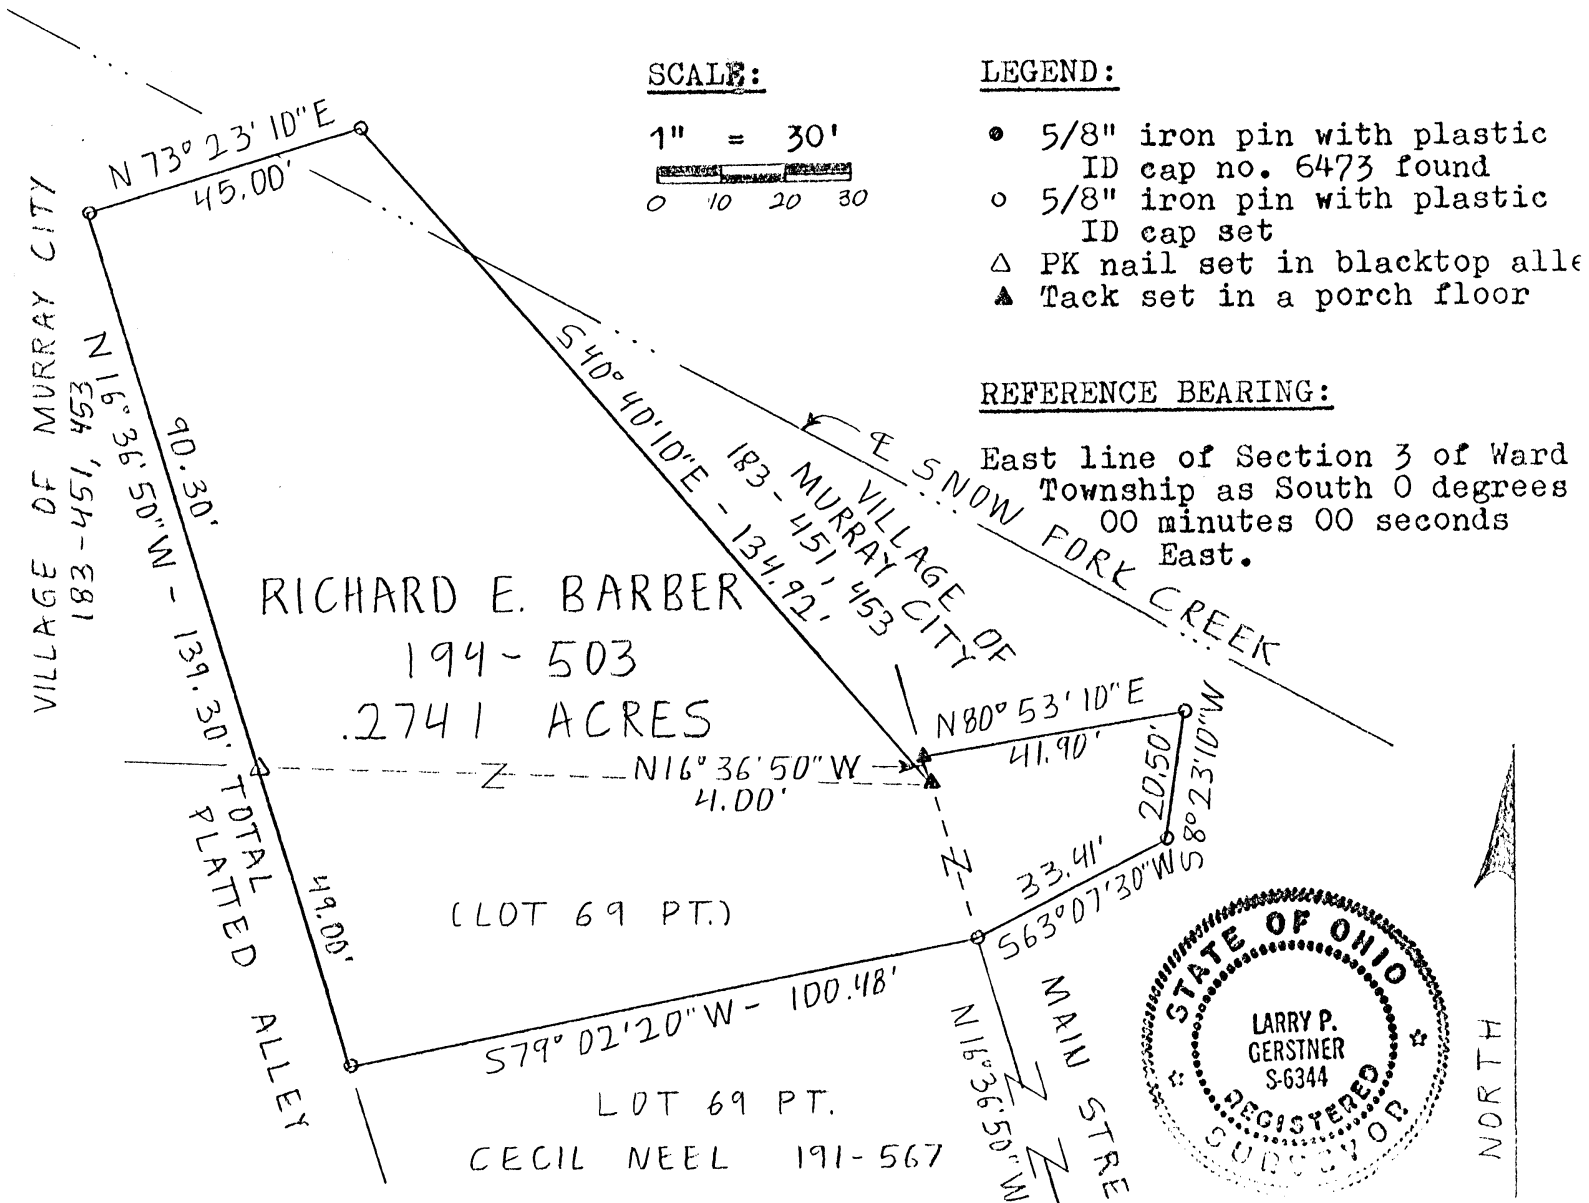 SCALE:
1" = 30'
0 10 20 30
LEGEND:
5/8" iron pin with plastic
ID cap no. 6473 found
5/8" iron pin with plastic
ID cap set
PK nail set in blacktop alle
Tack set in a porch floor
REFERENCE BEARING:
East line of Section 3 of Ward
Township as South 0 degrees
00 minutes 00 seconds
East.
N 73° 23' 10" E
45.00'
VILLAGE OF MURRAY CITY
183-451, 453
N 16° 36' 50" W - 139.30' TOTAL
90.30'
49.00'
PLATTED ALLEY
S 40° 40' 10" E - 134.92'
VILLAGE OF
MURRAY CITY
183-451, 453
℄ SNOW FORK CREEK
RICHARD E. BARBER
194-503
.2741 ACRES
N16° 36' 50" W
4.00'
N80° 53' 10" E
41.90'
20.50'
S8° 23' 10" W
33.41'
S63° 07' 30" W
(LOT 69 PT.)
S79° 02' 20" W - 100.48'
LOT 69 PT.
CECIL NEEL 191-567
N16° 36' 50" W
MAIN STRE
STATE OF OHIO
LARRY P.
GERSTNER
S-6344
REGISTERED
SURVEYOR
NORTH